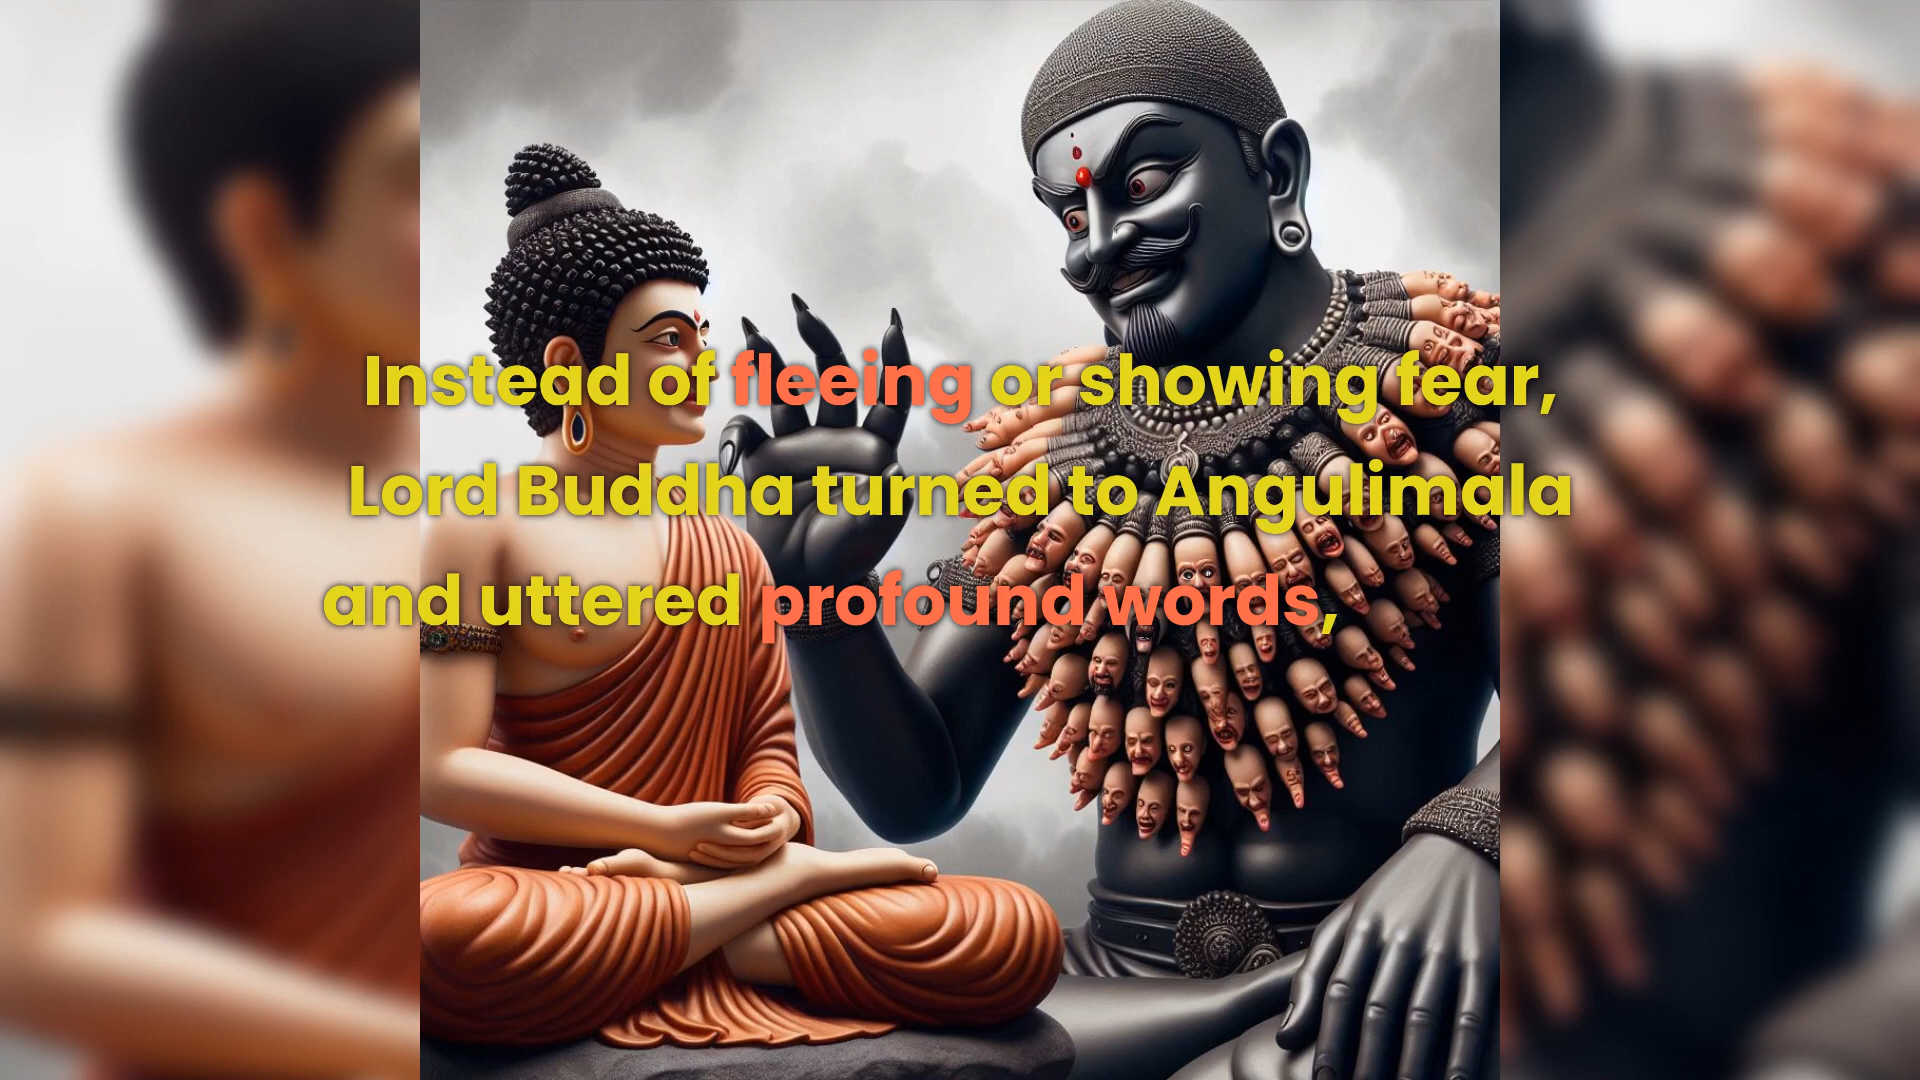 Instead of fleeing or showing fear,
Lord Buddha turned to Angulimala
and uttered profound words,